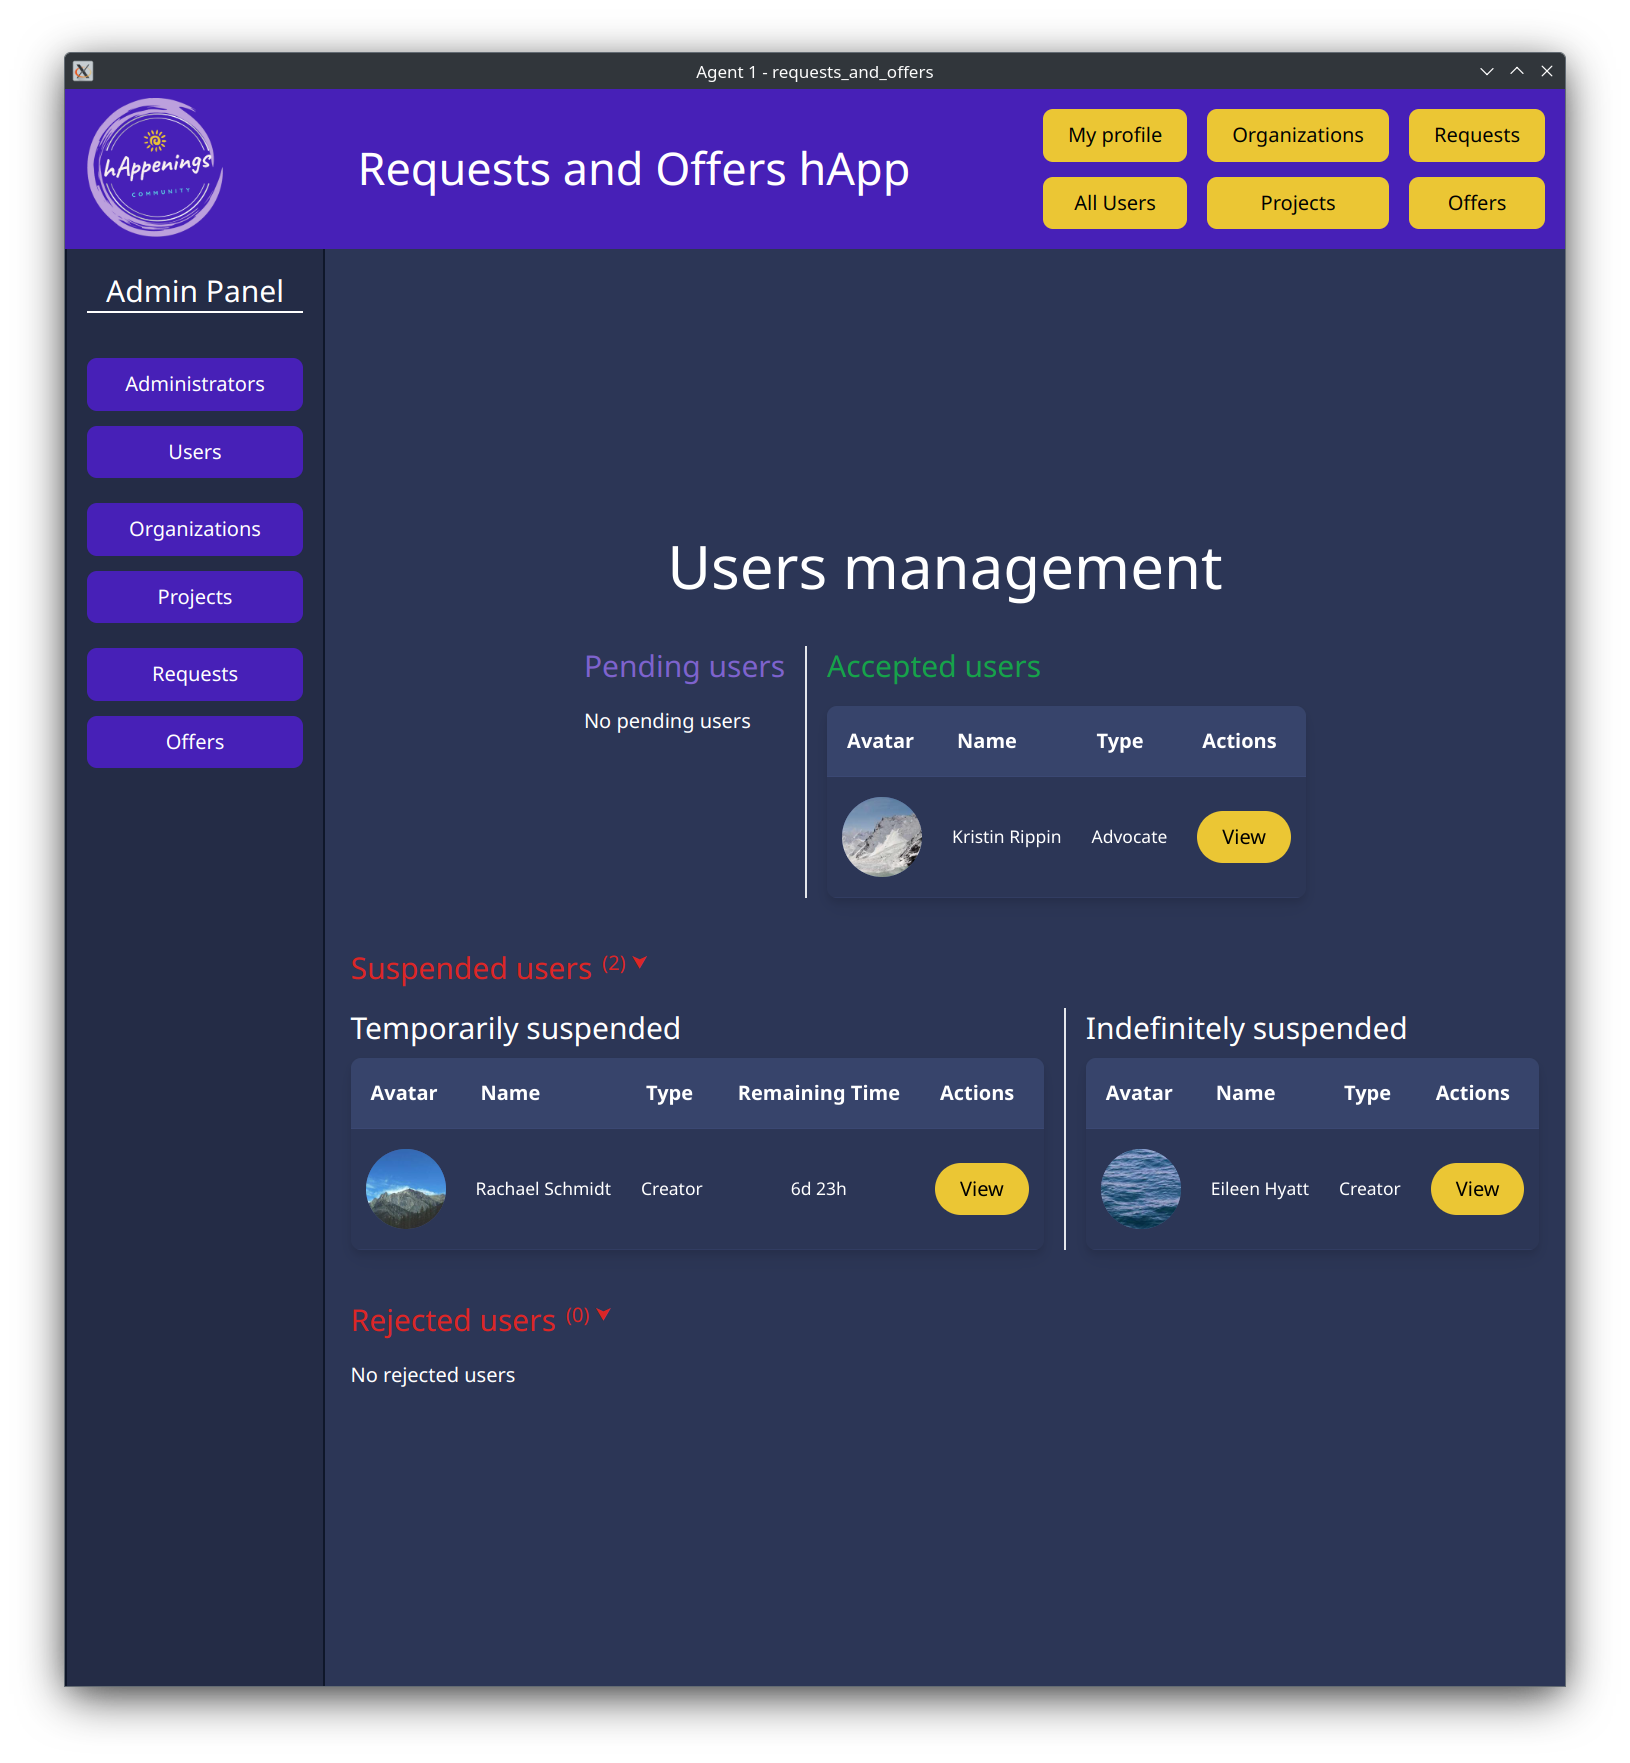 Agent 1 - requests_and_offers
hAppenings
COMMUNITY
Requests and Offers hApp
My profile
Organizations
Requests
All Users
Projects
Offers
Admin Panel
Administrators
Users
Organizations
Projects
Requests
Offers
Users management
Pending users
No pending users
Accepted users
Avatar Name Type Actions
Kristin Rippin Advocate View
Suspended users (2)
Temporarily suspended
Avatar Name Type Remaining Time Actions
Rachael Schmidt Creator 6d 23h View
Indefinitely suspended
Avatar Name Type Actions
Eileen Hyatt Creator View
Rejected users (0)
No rejected users